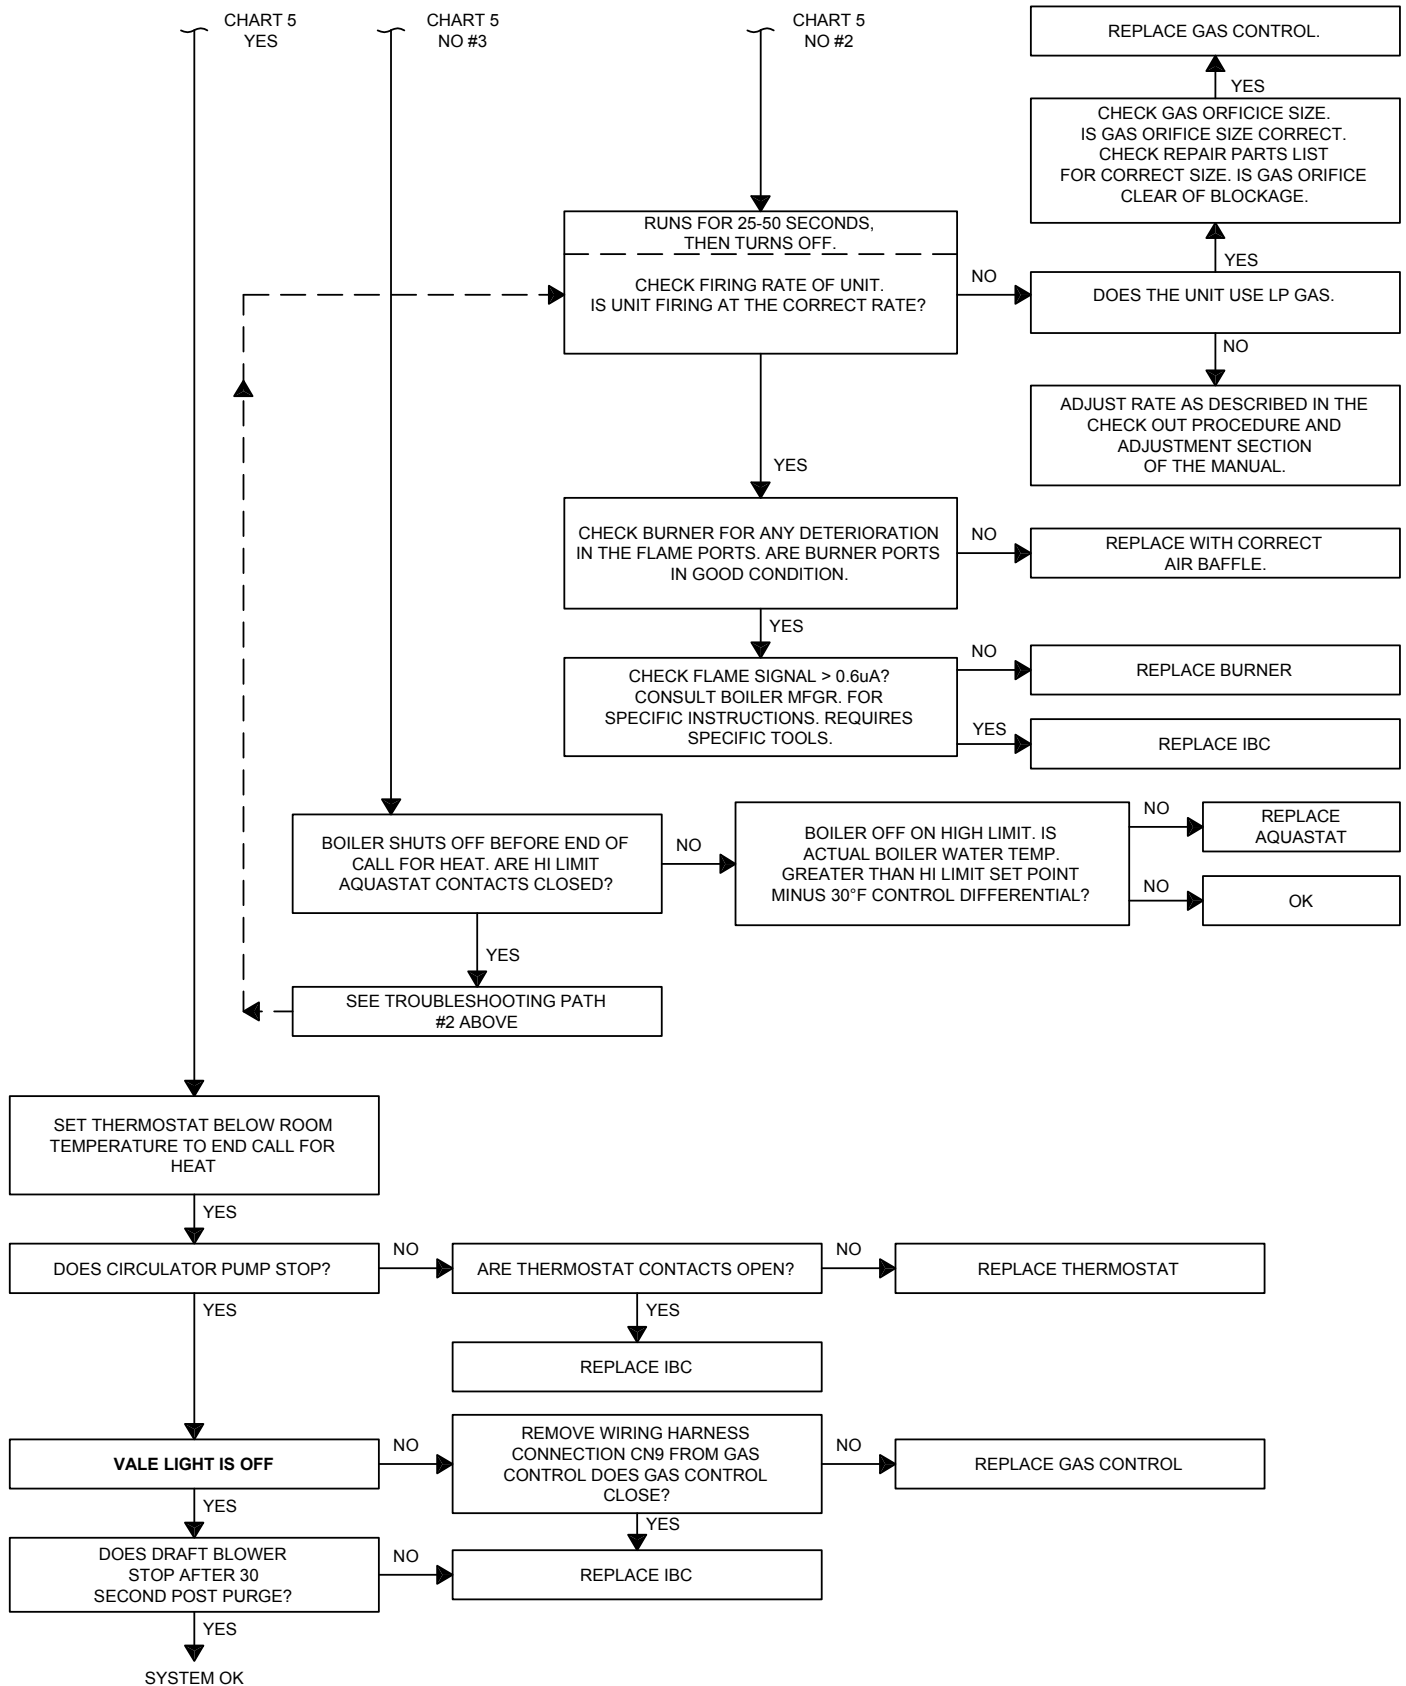 CHART 5
YES
CHART 5
NO #3
CHART 5
NO #2
REPLACE GAS CONTROL.
YES
CHECK GAS ORFICICE SIZE.
IS GAS ORIFICE SIZE CORRECT.
CHECK REPAIR PARTS LIST
FOR CORRECT SIZE. IS GAS ORIFICE
CLEAR OF BLOCKAGE.
YES
RUNS FOR 25-50 SECONDS,
THEN TURNS OFF.
CHECK FIRING RATE OF UNIT.
IS UNIT FIRING AT THE CORRECT RATE?
NO
DOES THE UNIT USE LP GAS.
NO
ADJUST RATE AS DESCRIBED IN THE
CHECK OUT PROCEDURE AND
ADJUSTMENT SECTION
OF THE MANUAL.
YES
CHECK BURNER FOR ANY DETERIORATION
IN THE FLAME PORTS. ARE BURNER PORTS
IN GOOD CONDITION.
NO
REPLACE WITH CORRECT
AIR BAFFLE.
YES
CHECK FLAME SIGNAL > 0.6uA?
CONSULT BOILER MFGR. FOR
SPECIFIC INSTRUCTIONS. REQUIRES
SPECIFIC TOOLS.
NO
REPLACE BURNER
YES
REPLACE IBC
BOILER SHUTS OFF BEFORE END OF
CALL FOR HEAT. ARE HI LIMIT
AQUASTAT CONTACTS CLOSED?
NO
BOILER OFF ON HIGH LIMIT. IS
ACTUAL BOILER WATER TEMP.
GREATER THAN HI LIMIT SET POINT
MINUS 30°F CONTROL DIFFERENTIAL?
NO
REPLACE
AQUASTAT
NO
OK
YES
SEE TROUBLESHOOTING PATH
#2 ABOVE
SET THERMOSTAT BELOW ROOM
TEMPERATURE TO END CALL FOR
HEAT
YES
DOES CIRCULATOR PUMP STOP?
NO
ARE THERMOSTAT CONTACTS OPEN?
NO
REPLACE THERMOSTAT
YES
YES
REPLACE IBC
VALE LIGHT IS OFF
NO
REMOVE WIRING HARNESS
CONNECTION CN9 FROM GAS
CONTROL DOES GAS CONTROL
CLOSE?
NO
REPLACE GAS CONTROL
YES
YES
DOES DRAFT BLOWER
STOP AFTER 30
SECOND POST PURGE?
NO
REPLACE IBC
YES
SYSTEM OK